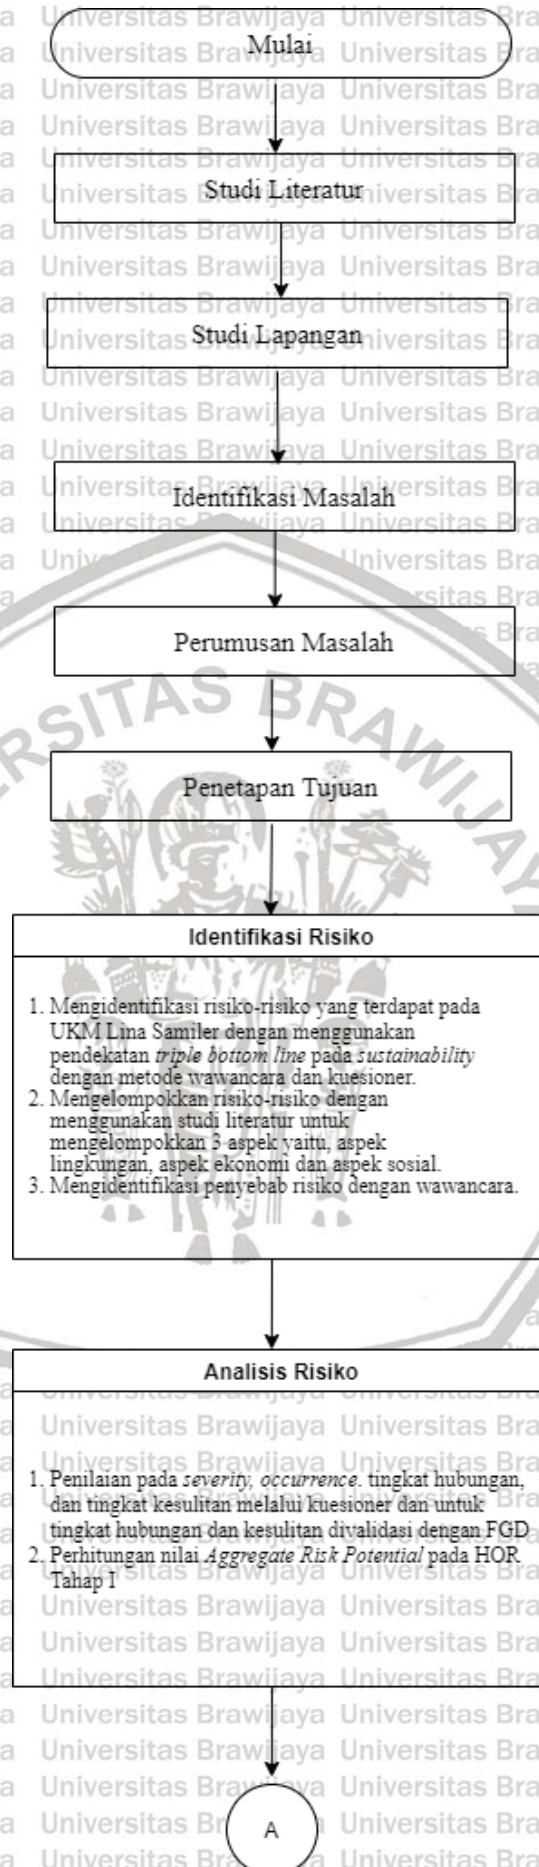 Mulai
Studi Literatur
Studi Lapangan
Identifikasi Masalah
Perumusan Masalah
Penetapan Tujuan
Identifikasi Risiko
1. Mengidentifikasi risiko-risiko yang terdapat pada
UKM Lina Samiler dengan menggunakan
pendekatan triple bottom line pada sustainability
dengan metode wawancara dan kuesioner.
2. Mengelompokkan risiko-risiko dengan
menggunakan studi literatur untuk
mengelompokkan 3 aspek yaitu, aspek
lingkungan, aspek ekonomi dan aspek sosial.
3. Mengidentifikasi penyebab risiko dengan wawancara.
Analisis Risiko
1. Penilaian pada severity, occurrence. tingkat hubungan,
dan tingkat kesulitan melalui kuesioner dan untuk
tingkat hubungan dan kesulitan divalidasi dengan FGD
2. Perhitungan nilai Aggregate Risk Potential pada HOR
Tahap I
A